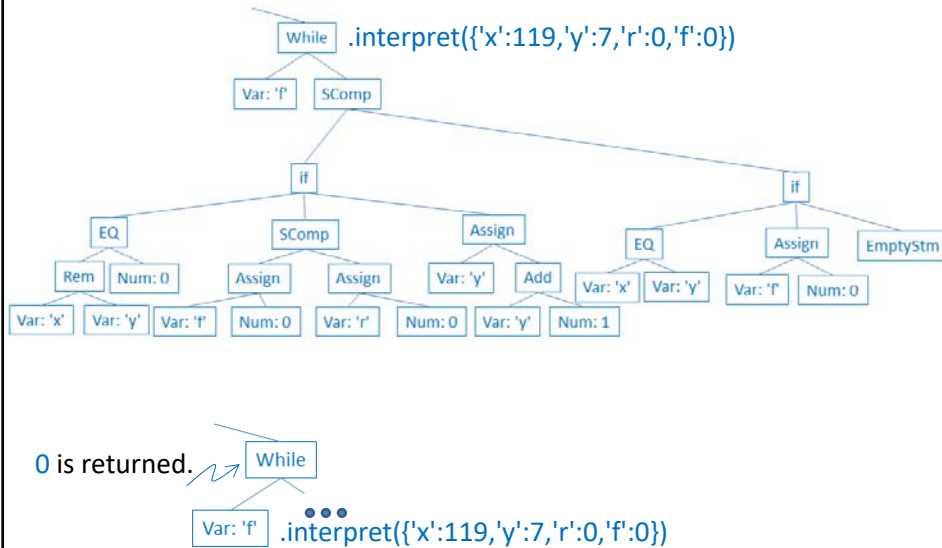 While .interpret({'x':119,'y':7,'r':0,'f':0})
Var: 'f' SComp
if if
EQ SComp Assign EQ Assign EmptyStm
Rem Num: 0 Assign Assign Var: 'y' Add Var: 'x' Var: 'y' Var: 'f' Num: 0
Var: 'x' Var: 'y' Var: 'f' Num: 0 Var: 'r' Num: 0 Var: 'y' Num: 1
0 is returned. While
Var: 'f' .interpret({'x':119,'y':7,'r':0,'f':0})